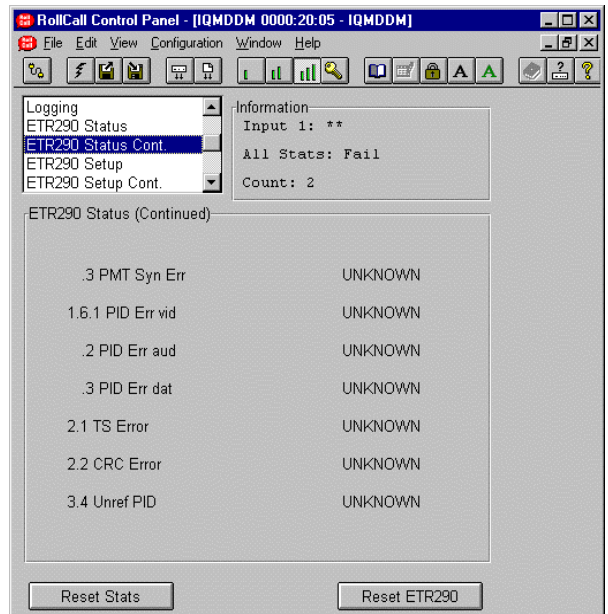 RollCall Control Panel - [IQMDDM 0000:20:05 - IQMDDM]
File Edit View Configuration Window Help
A A ? ?
Logging
ETR290 Status
ETR290 Status Cont.
ETR290 Setup
ETR290 Setup Cont.
Information
Input 1: **
All Stats: Fail
Count: 2
ETR290 Status (Continued)
.3 PMT Syn Err UNKNOWN
1.6.1 PID Err vid UNKNOWN
.2 PID Err aud UNKNOWN
.3 PID Err dat UNKNOWN
2.1 TS Error UNKNOWN
2.2 CRC Error UNKNOWN
3.4 Unref PID UNKNOWN
Reset Stats Reset ETR290